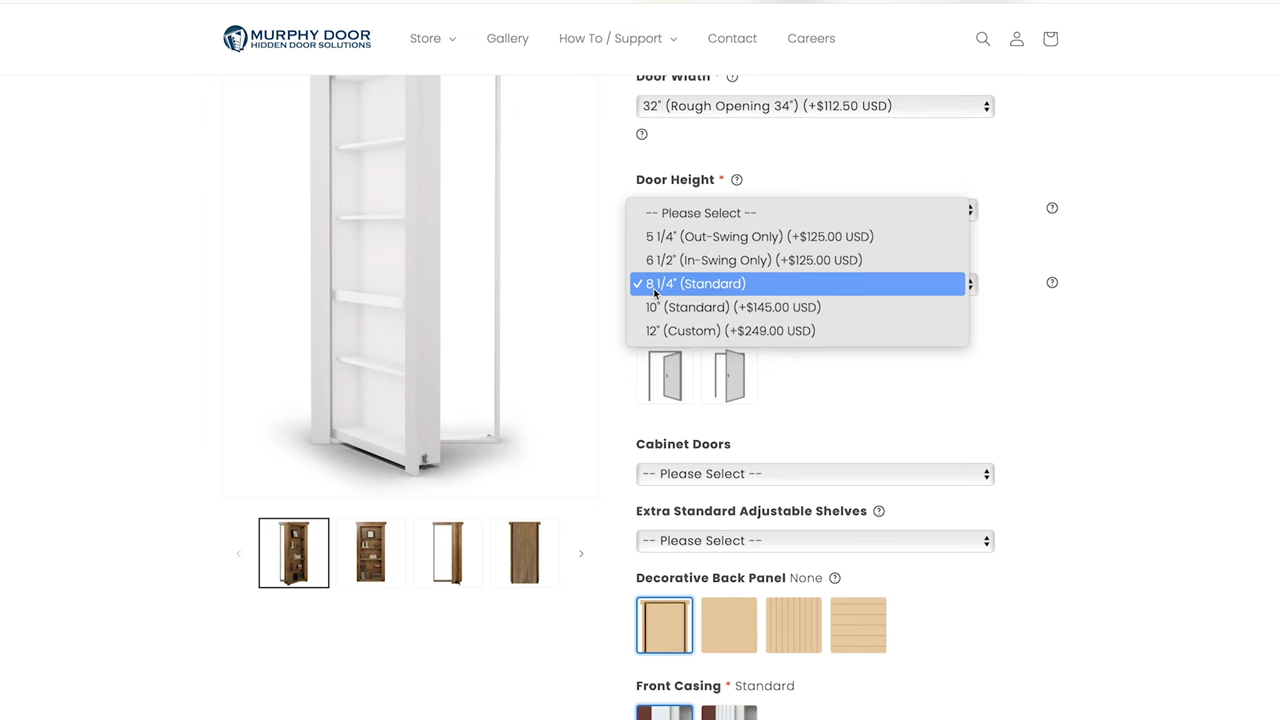 MURPHY DOOR
HIDDEN DOOR SOLUTIONS
Store
Gallery
How To / Support
Contact
Careers
Door Width * ?
32" (Rough Opening 34") (+$112.50 USD)
?
Door Height * ?
-- Please Select --
?
5 1/4" (Out-Swing Only) (+$125.00 USD)
6 1/2" (In-Swing Only) (+$125.00 USD)
✓ 8 1/4" (Standard)
?
10" (Standard) (+$145.00 USD)
12" (Custom) (+$249.00 USD)
Cabinet Doors
-- Please Select --
Extra Standard Adjustable Shelves ?
-- Please Select --
Decorative Back Panel None ?
Front Casing * Standard